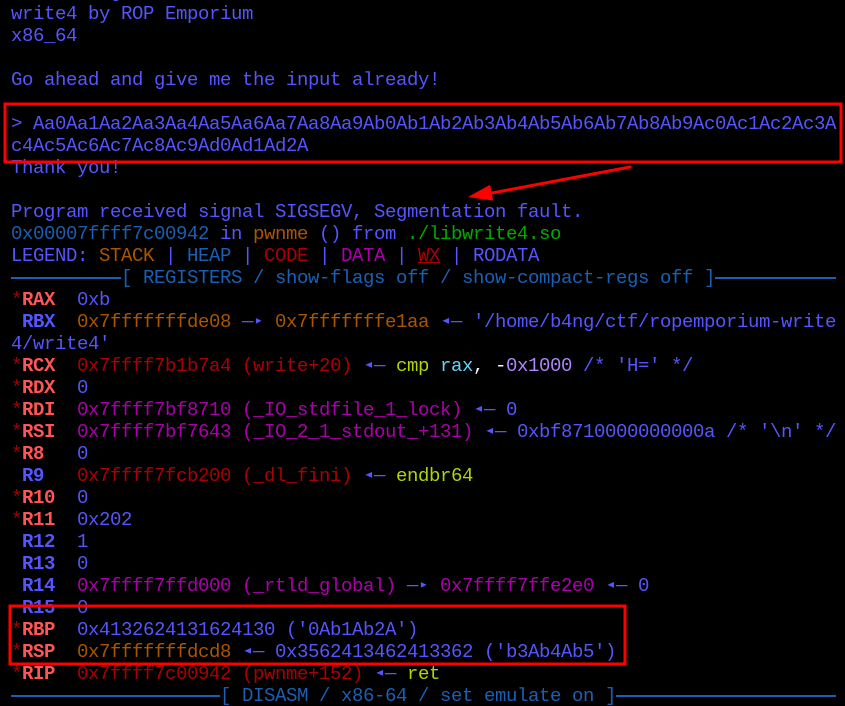 write4 by ROP Emporium
x86_64
Go ahead and give me the input already!
> Aa0Aa1Aa2Aa3Aa4Aa5Aa6Aa7Aa8Aa9Ab0Ab1Ab2Ab3Ab4Ab5Ab6Ab7Ab8Ab9Ac0Ac1Ac2Ac3A
c4Ac5Ac6Ac7Ac8Ac9Ad0Ad1Ad2A
Thank you!
Program received signal SIGSEGV, Segmentation fault.
0x00007ffff7c00942 in pwnme () from ./libwrite4.so
LEGEND: STACK | HEAP | CODE | DATA | WX | RODATA
[ REGISTERS / show-flags off / show-compact-regs off ]
*RAX 0xb
RBX 0x7fffffffde08 —▸ 0x7fffffffe1aa ◂— '/home/b4ng/ctf/ropemporium-write
4/write4'
*RCX 0x7ffff7b1b7a4 (write+20) ◂— cmp rax, -0x1000 /* 'H=' */
*RDX 0
*RDI 0x7ffff7bf8710 (_IO_stdfile_1_lock) ◂— 0
*RSI 0x7ffff7bf7643 (_IO_2_1_stdout_+131) ◂— 0xbf8710000000000a /* '\n' */
*R8 0
R9 0x7ffff7fcb200 (_dl_fini) ◂— endbr64
*R10 0
*R11 0x202
R12 1
R13 0
R14 0x7ffff7ffd000 (_rtld_global) —▸ 0x7ffff7ffe2e0 ◂— 0
R15 0
*RBP 0x4132624131624130 ('0Ab1Ab2A')
*RSP 0x7fffffffdcd8 ◂— 0x3562413462413362 ('b3Ab4Ab5')
*RIP 0x7ffff7c00942 (pwnme+152) ◂— ret
[ DISASM / x86-64 / set emulate on ]